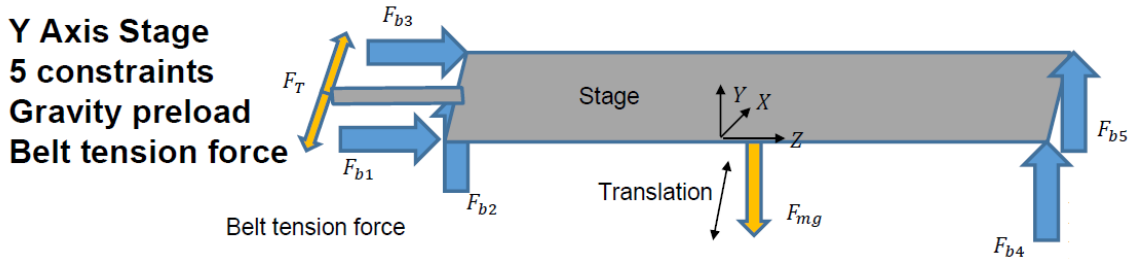 Y Axis Stage
5 constraints
Gravity preload
Belt tension force
F_{b3}
F_T
Stage
Y
X
Z
F_{b1}
F_{b2}
F_{b5}
Translation
F_{mg}
F_{b4}
Belt tension force